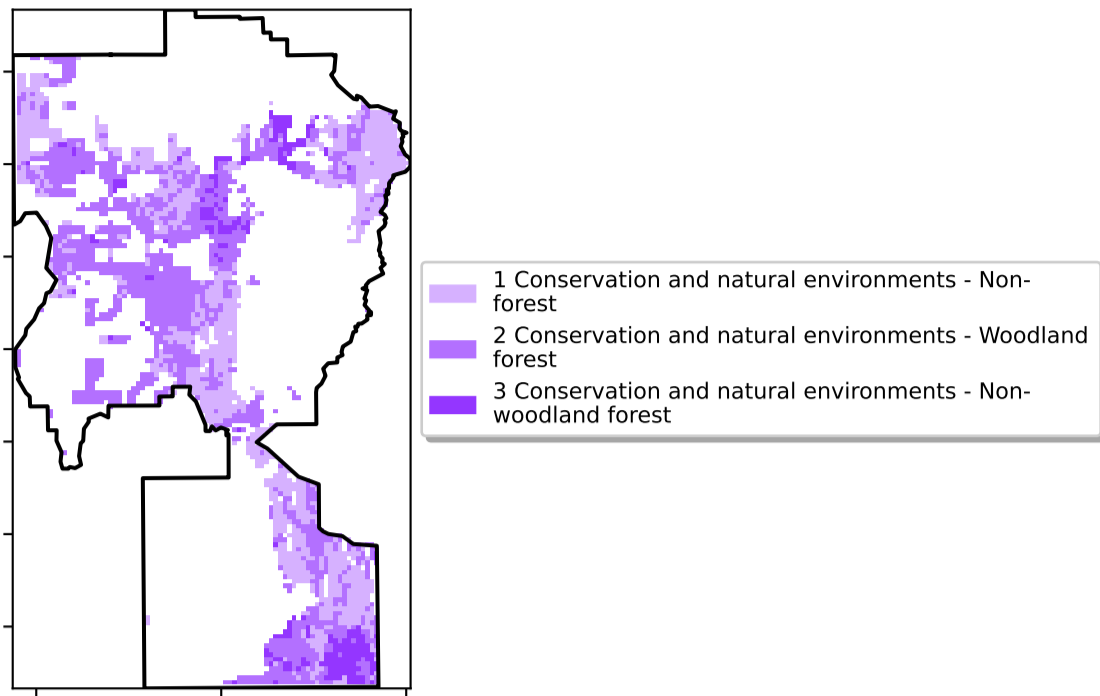 1 Conservation and natural environments - Non-
forest
2 Conservation and natural environments - Woodland
forest
3 Conservation and natural environments - Non-
woodland forest